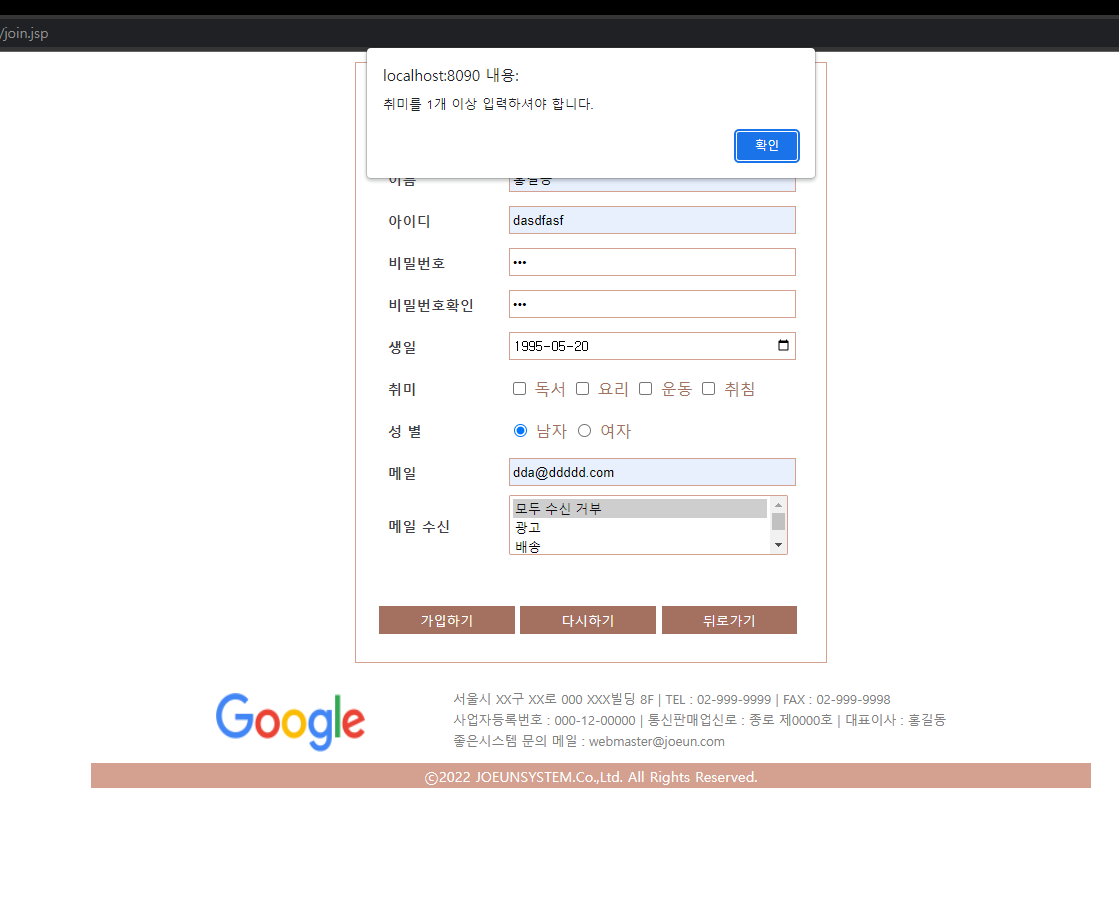 /join.jsp
localhost:8090 내용:
취미를 1개 이상 입력하셔야 합니다.
확인
이름 홍길동
아이디 dasdfasf
비밀번호 •••
비밀번호확인 •••
생일 1995-05-20
취미 독서 요리 운동 취침
성 별 남자 여자
메일 dda@ddddd.com
모두 수신 거부
메일 수신 광고
배송
가입하기 다시하기 뒤로가기
Google
서울시 XX구 XX로 000 XXX빌딩 8F | TEL : 02-999-9999 | FAX : 02-999-9998
사업자등록번호 : 000-12-00000 | 통신판매업신로 : 종로 제0000호 | 대표이사 : 홍길동
좋은시스템 문의 메일 : webmaster@joeun.com
©2022 JOEUNSYSTEM.Co.,Ltd. All Rights Reserved.